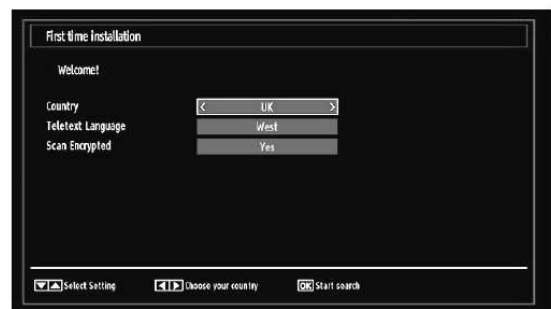 First time installation
Welcome!
Country < UK >
Teletext Language West
Scan Encrypted Yes
Select Setting Choose your country OK Start search